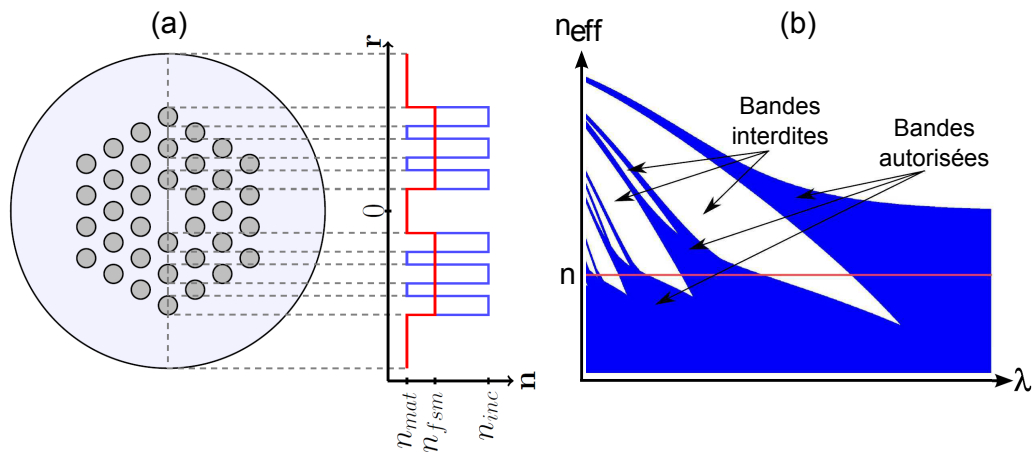 (a)
r
0
n
n_mat
n_fsm
n_inc
(b)
n_eff
Bandes
interdites
Bandes
autorisées
n
λ